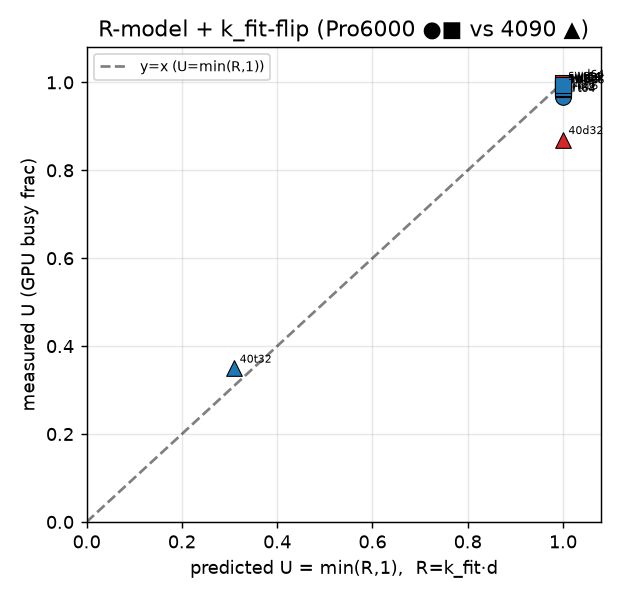 R-model + k_fit-flip (Pro6000 ●■ vs 4090 ▲)
y=x (U=min(R,1))
1.0
0.8
0.6
0.4
0.2
0.0
measured U (GPU busy frac)
40d32
40t32
0.0 0.2 0.4 0.6 0.8 1.0
predicted U = min(R,1), R=k_fit·d